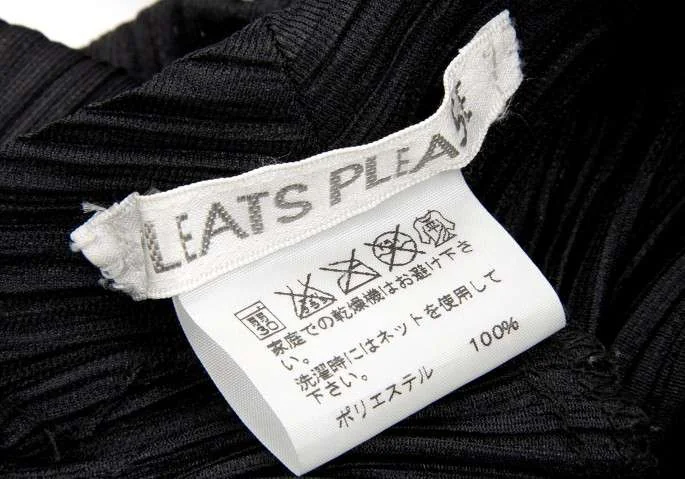 LEATS PLEASE
家庭での乾燥機はお避け下さ
い。
洗濯時にはネットを使用して
下さい。
ポリエステル 100%